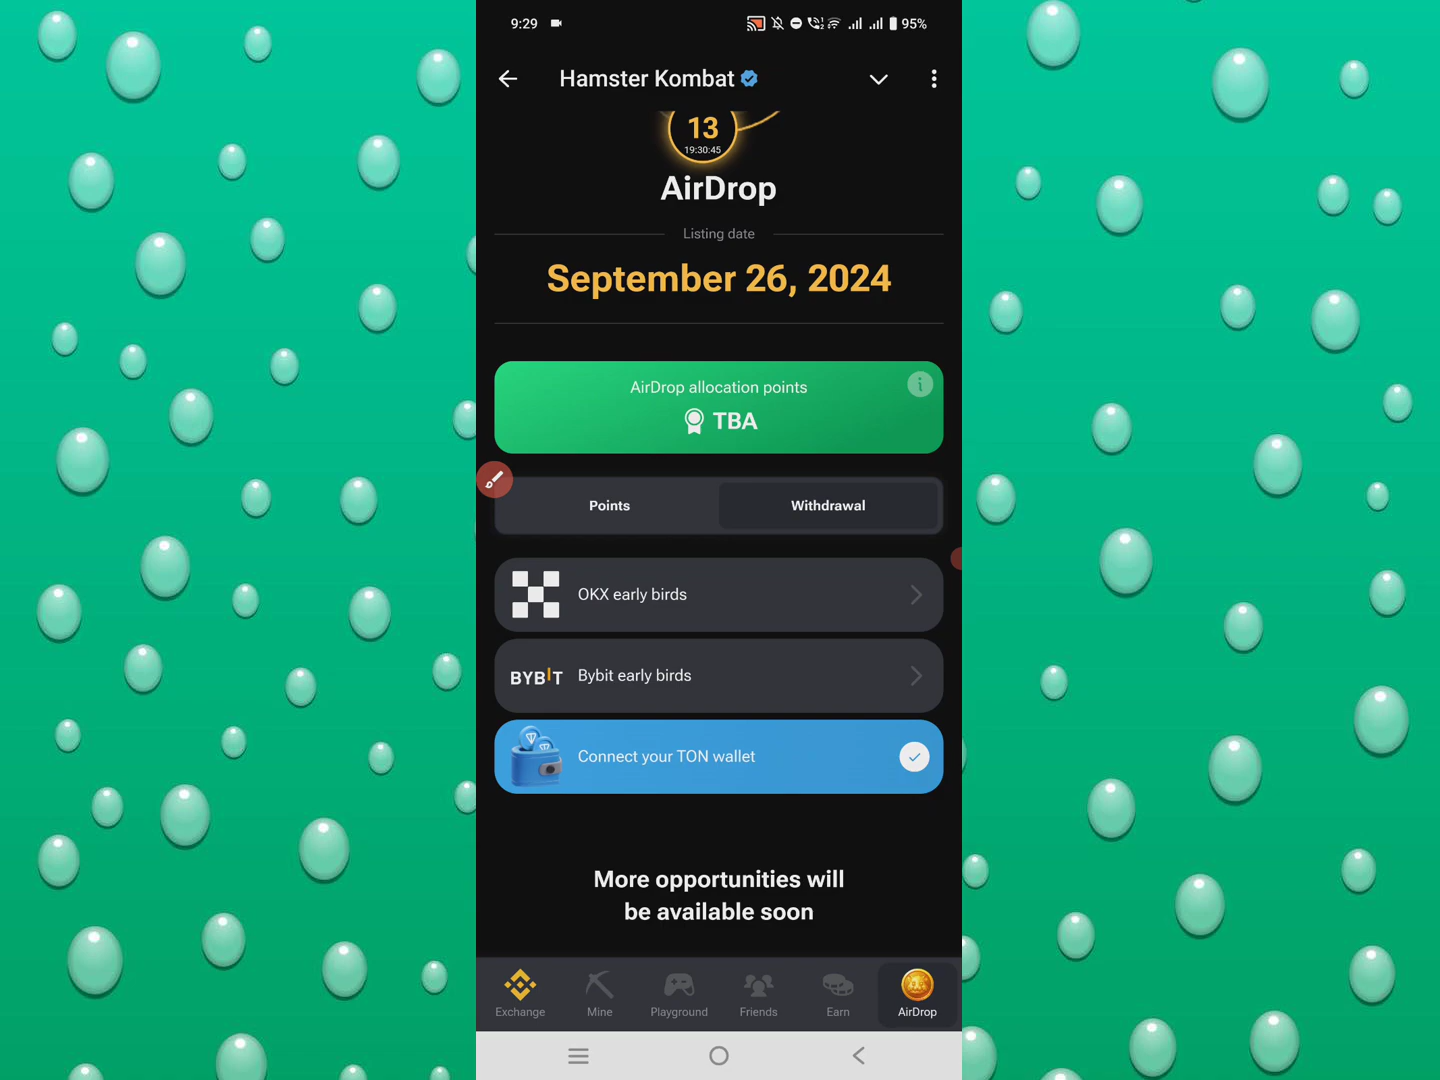 9:29
95%
Hamster Kombat
13
19:30:45
AirDrop
Listing date
September 26, 2024
AirDrop allocation points
TBA
Points
Withdrawal
OKX early birds
BYBIT
Bybit early birds
Connect your TON wallet
More opportunities will
be available soon
Exchange
Mine
Playground
Friends
Earn
AirDrop